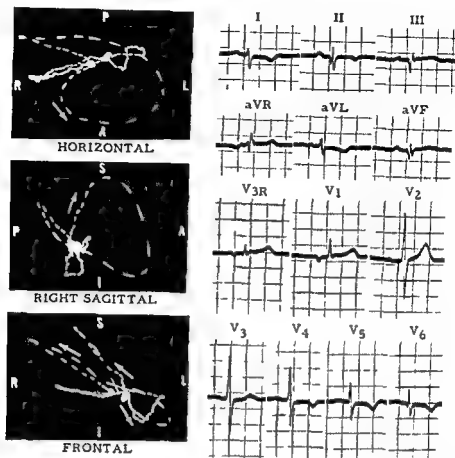 P
R L
A
HORIZONTAL
S
P A
I
RIGHT SAGITTAL
S
R L
I
FRONTAL
I II III
aVR aVL aVF
V3R V1 V2
V3 V4 V5 V6